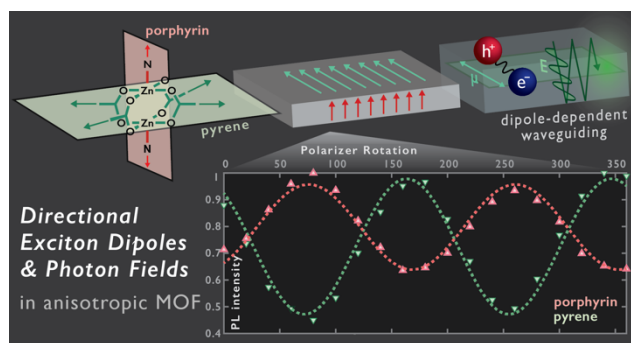 porphyrin
N
O O
Zn
O O
O O
Zn
O O
N
pyrene
h+
e-
μ
E
dipole-dependent
waveguiding
Polarizer Rotation
0 50 100 150 200 250 300 350
Directional
Exciton Dipoles
& Photon Fields
in anisotropic MOF
PL intensity
1
0.9
0.8
0.7
0.6
0.5
0.4
porphyrin
pyrene